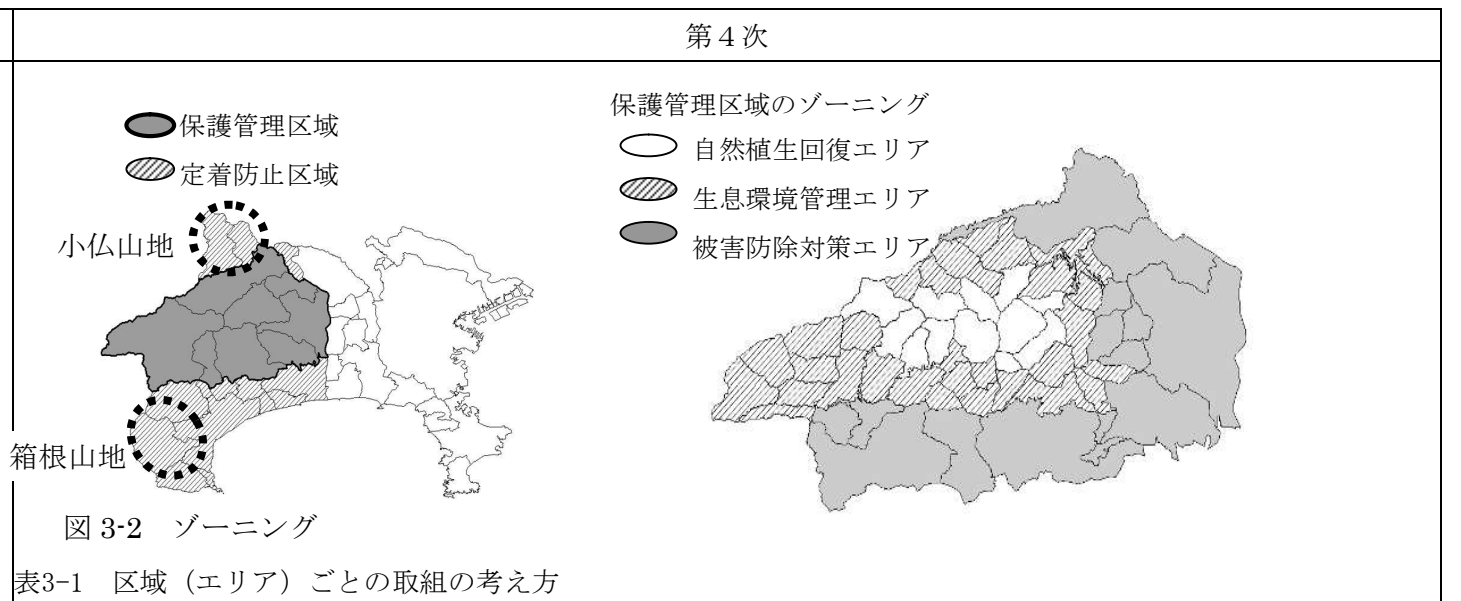 第４次
保護管理区域
定着防止区域
小仏山地
箱根山地
保護管理区域のゾーニング
自然植生回復エリア
生息環境管理エリア
被害防除対策エリア
図 3-2　ゾーニング
表3-1　区域（エリア）ごとの取組の考え方